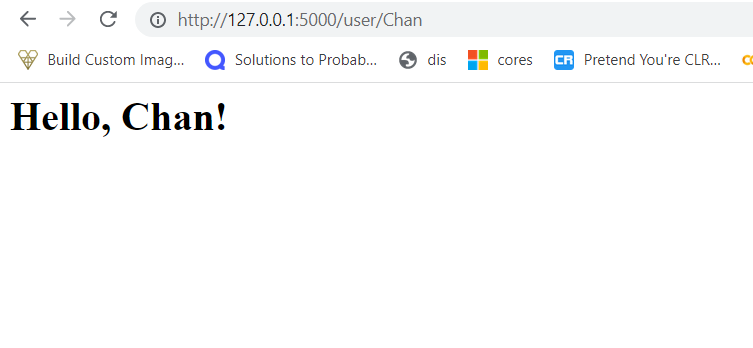 http://127.0.0.1:5000/user/Chan
Build Custom Imag... Solutions to Probab... dis cores CR Pretend You're CLR...
Hello, Chan!